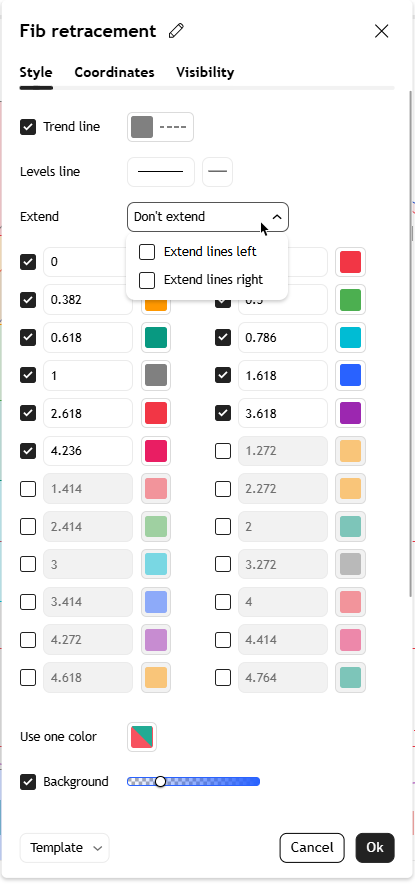 Fib retracement
Style Coordinates Visibility
Trend line
Levels line
Extend Don't extend
Extend lines left
Extend lines right
0
0.382
0.618 0.786
1 1.618
2.618 3.618
4.236 1.272
1.414 2.272
2.414 2
3 3.272
3.414 4
4.272 4.414
4.618 4.764
Use one color
Background
Template Cancel Ok